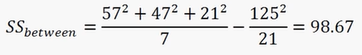 SS_between = (57² + 47² + 21²)/7 − 125²/21 = 98.67